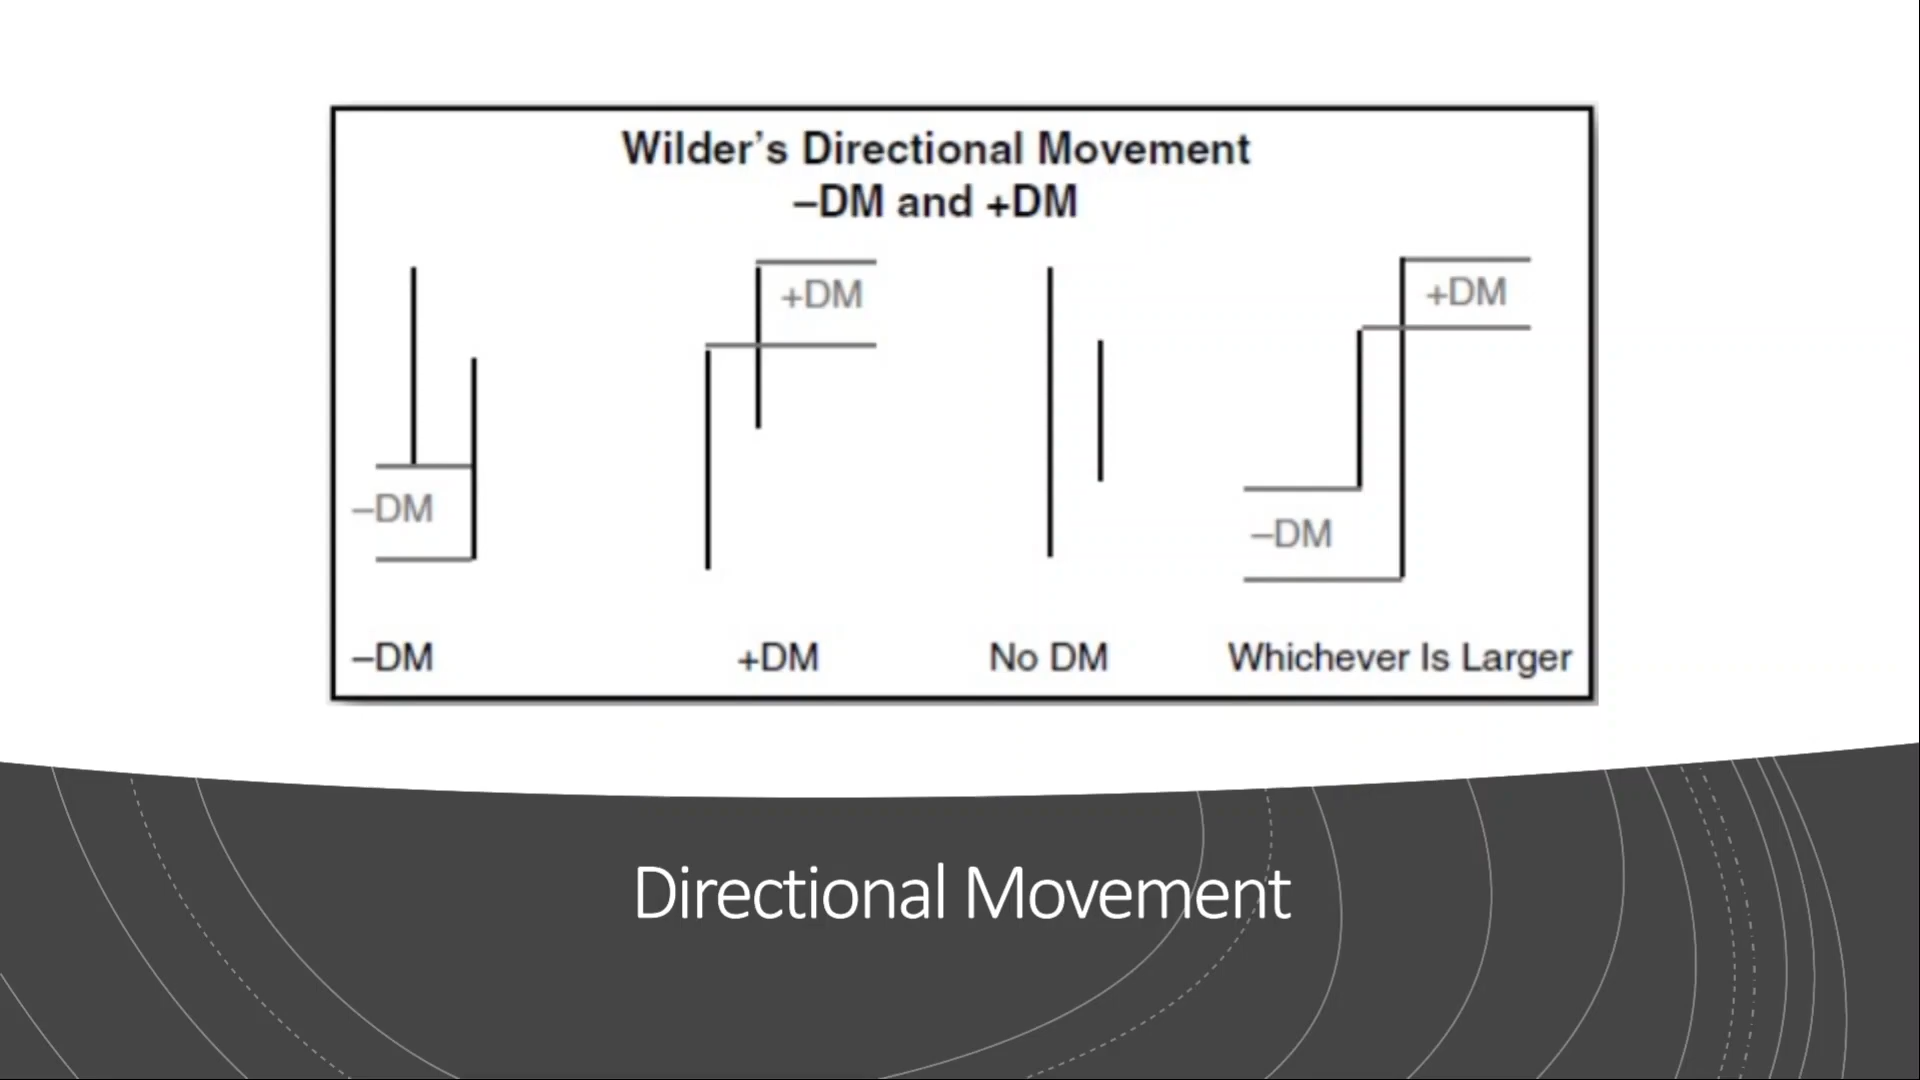 Wilder’s Directional Movement
–DM and +DM
+DM
+DM
–DM
–DM
–DM
+DM
No DM
Whichever Is Larger
Directional Movement